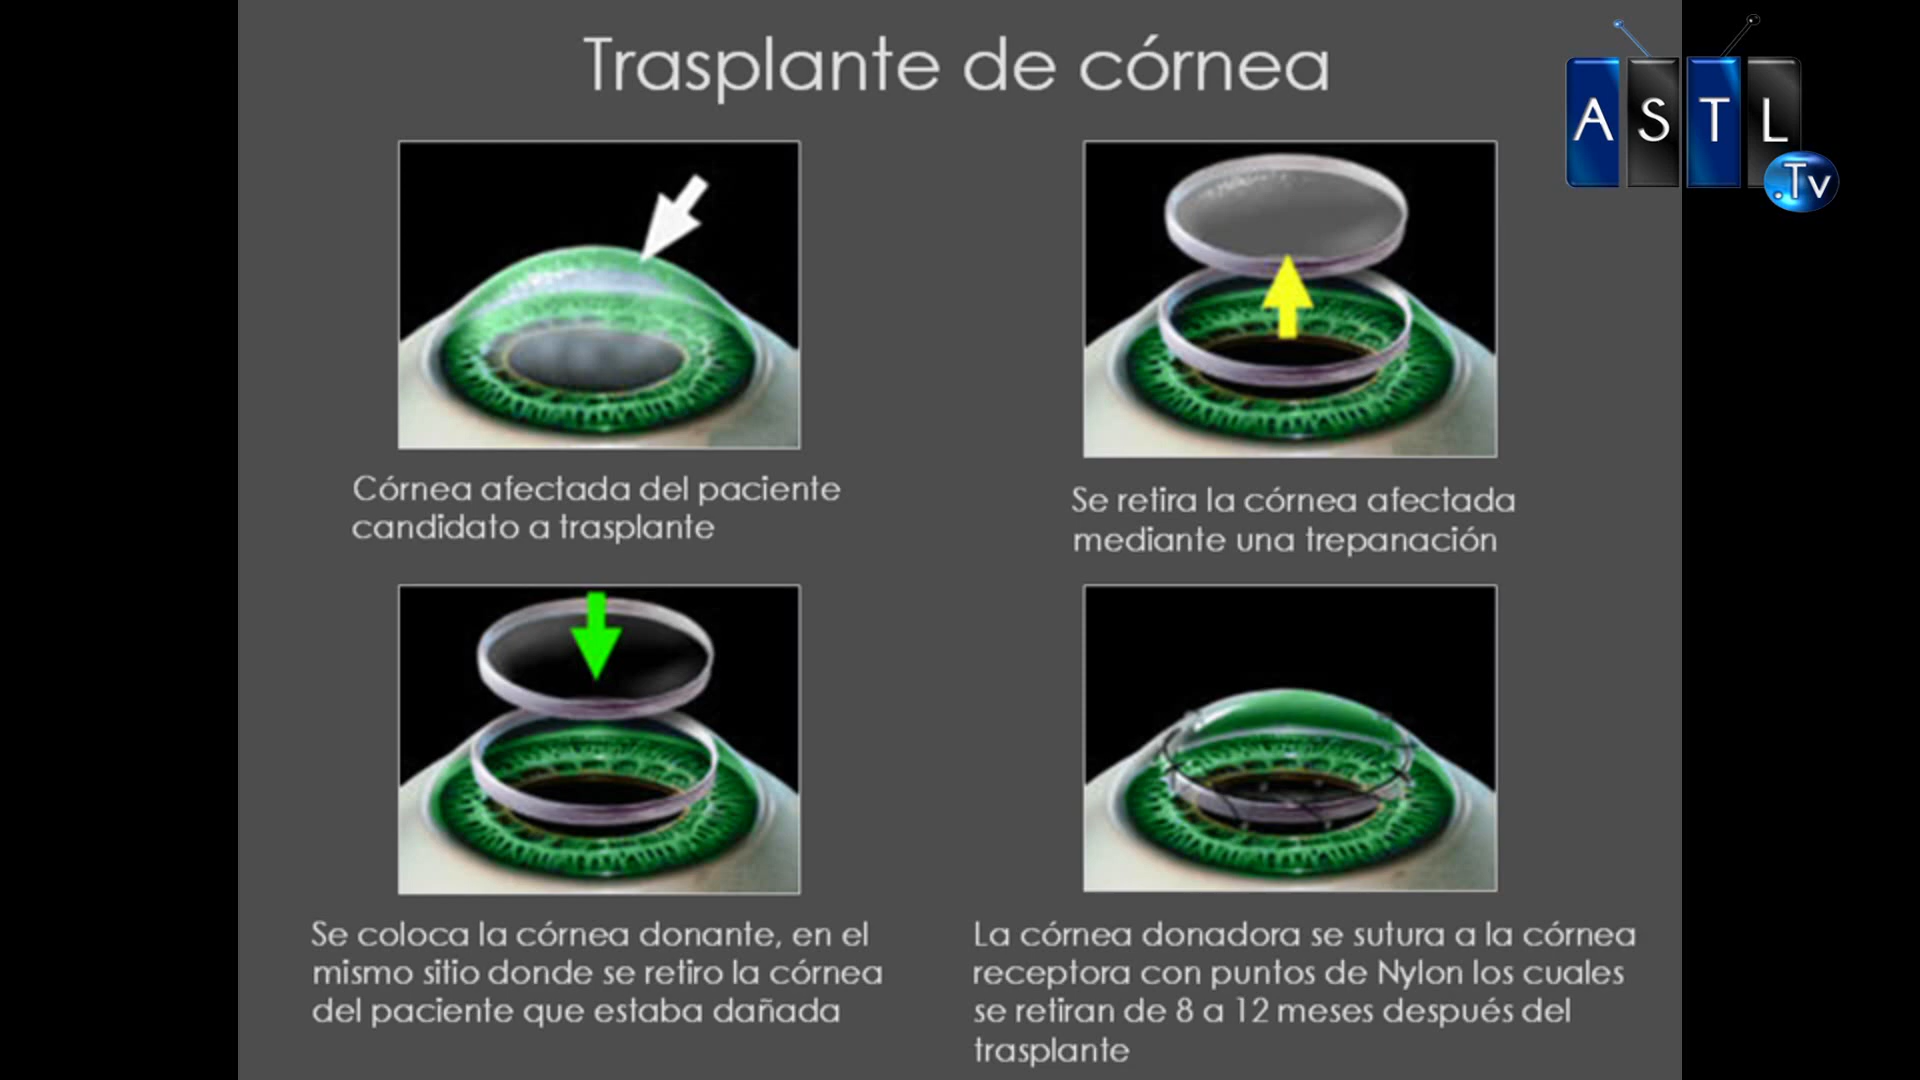 Trasplante de córnea
ASTL
.Tv
Córnea afectada del paciente
candidato a trasplante
Se retira la córnea afectada
mediante una trepanación
Se coloca la córnea donante, en el
mismo sitio donde se retiro la córnea
del paciente que estaba dañada
La córnea donadora se sutura a la córnea
receptora con puntos de Nylon los cuales
se retiran de 8 a 12 meses después del
trasplante